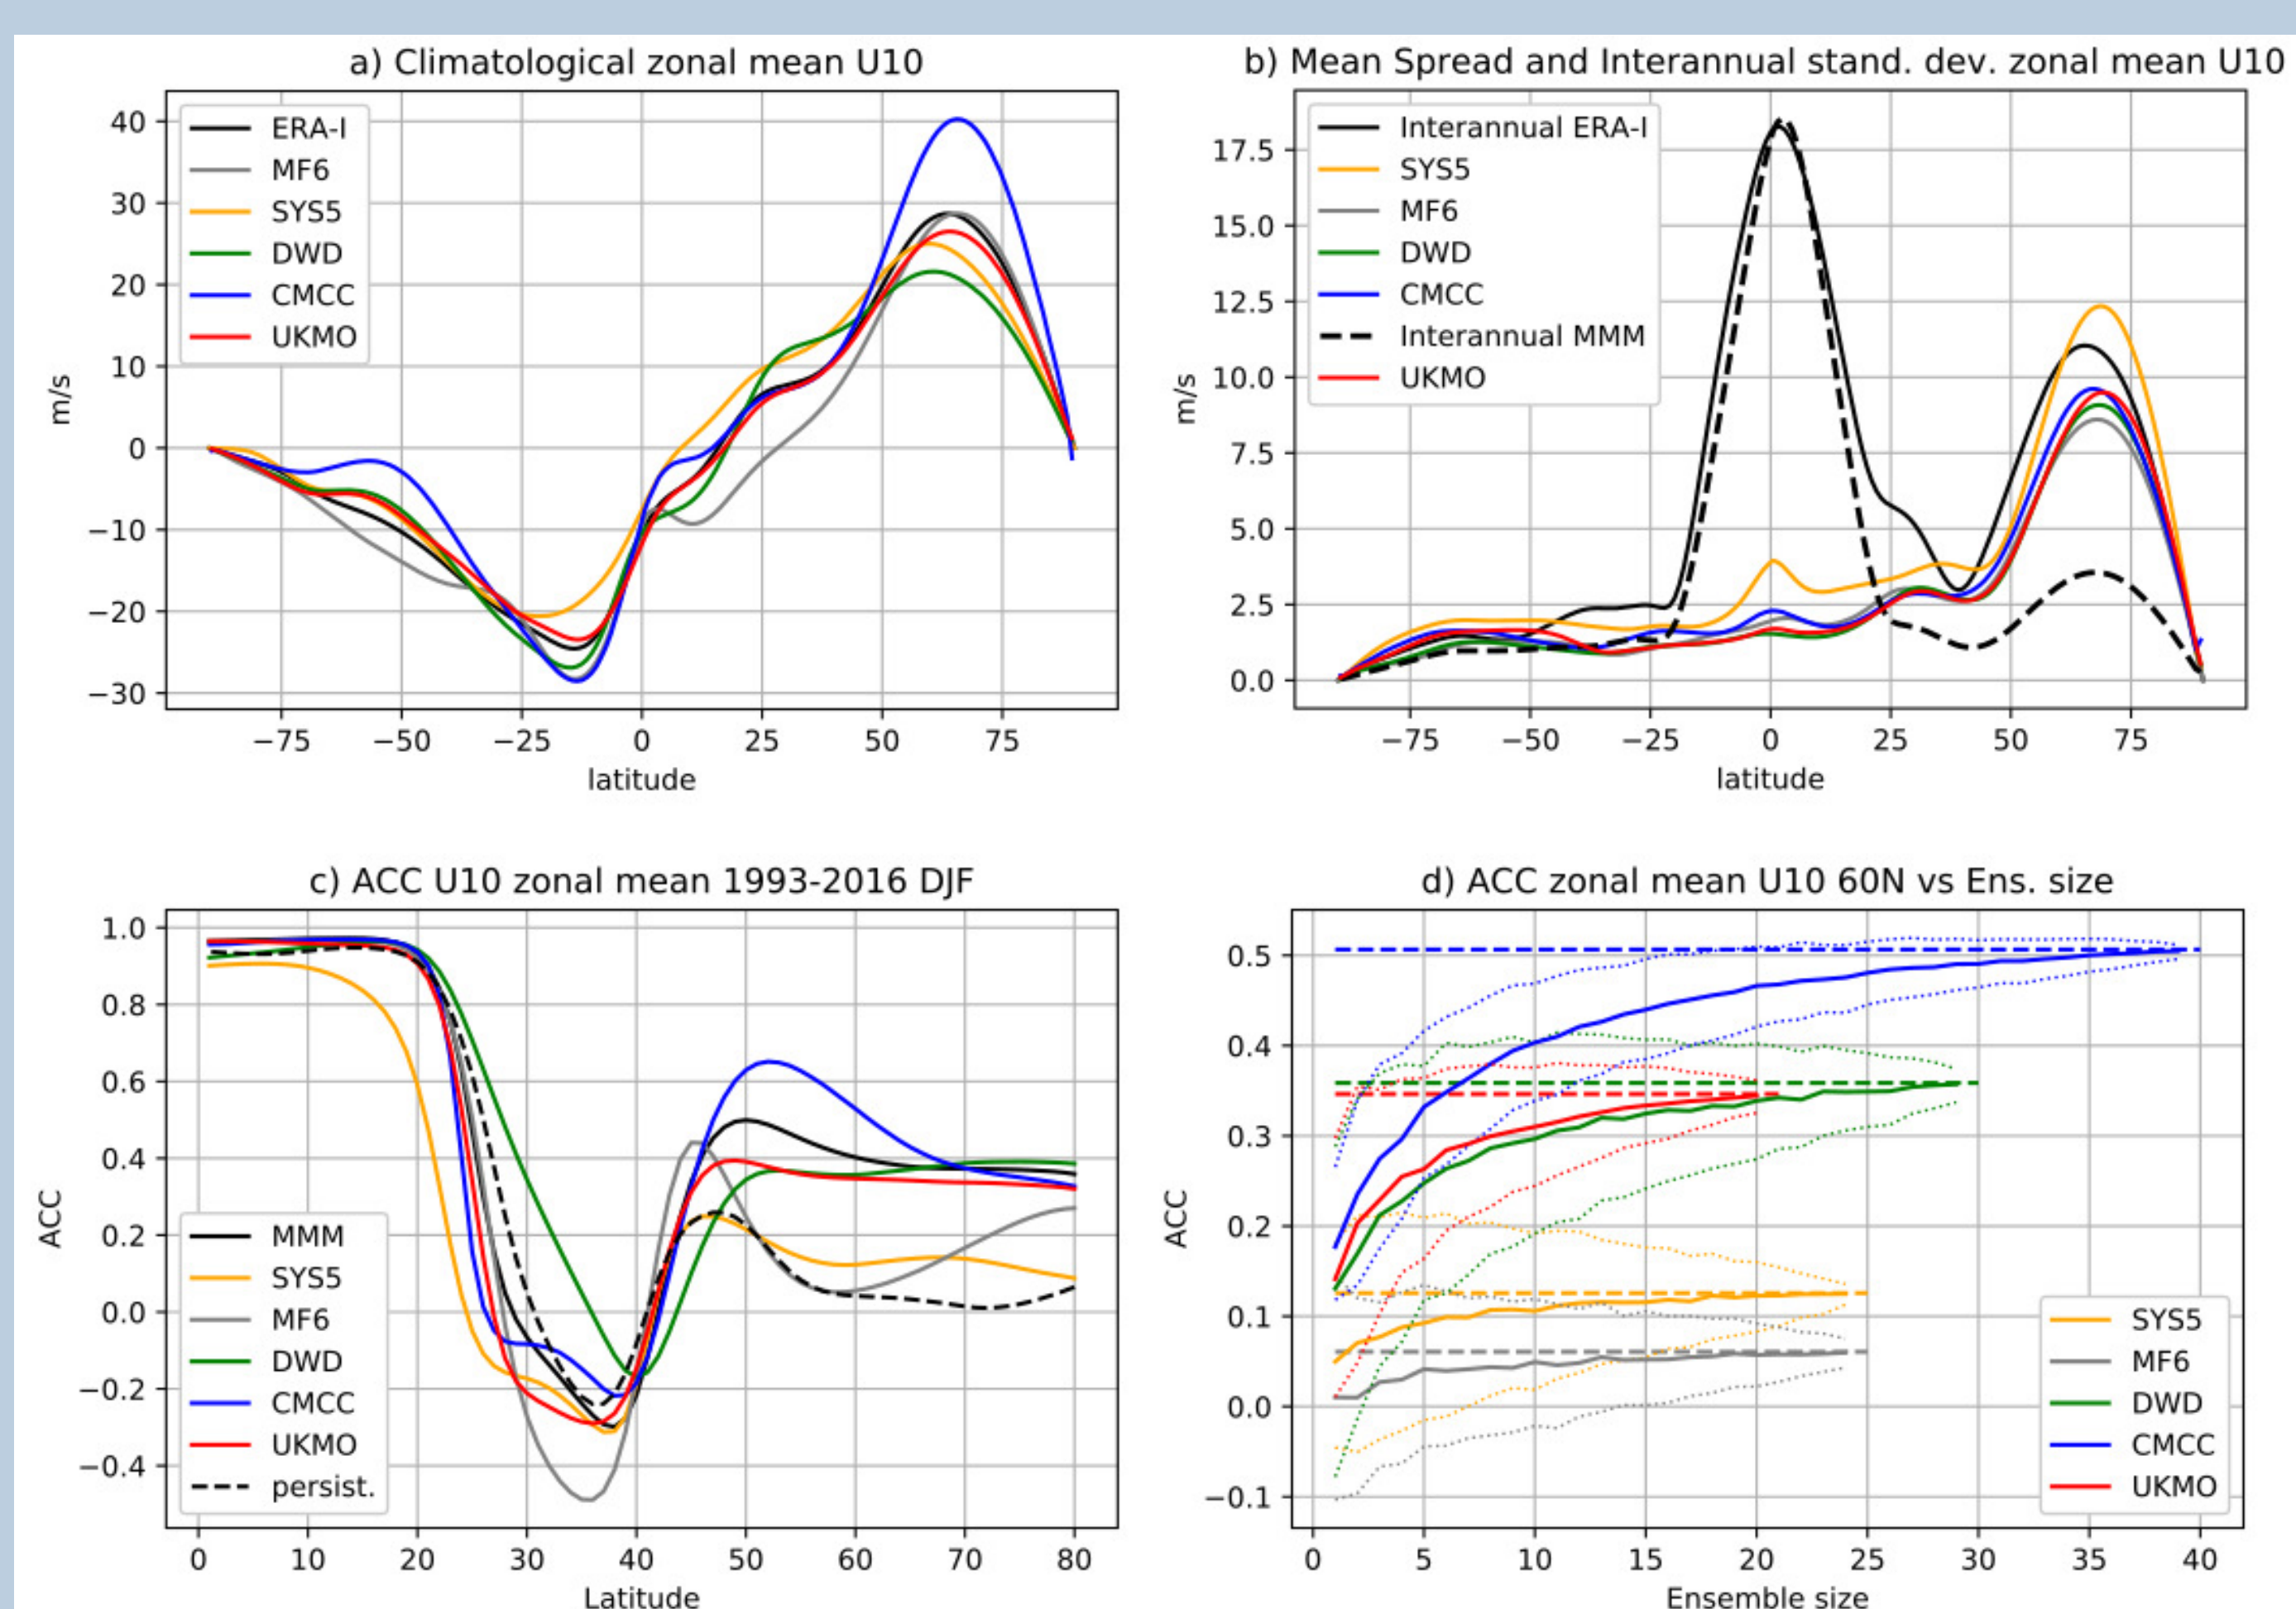 a) Climatological zonal mean U10
40
30
20
10
0
−10
−20
−30
m/s
ERA-I
MF6
SYS5
DWD
CMCC
UKMO
−75 −50 −25 0 25 50 75
latitude
b) Mean Spread and Interannual stand. dev. zonal mean U10
17.5
15.0
12.5
10.0
7.5
5.0
2.5
0.0
m/s
Interannual ERA-I
SYS5
MF6
DWD
CMCC
Interannual MMM
UKMO
−75 −50 −25 0 25 50 75
latitude
c) ACC U10 zonal mean 1993-2016 DJF
1.0
0.8
0.6
0.4
0.2
0.0
−0.2
−0.4
ACC
MMM
SYS5
MF6
DWD
CMCC
UKMO
persist.
0 10 20 30 40 50 60 70 80
Latitude
d) ACC zonal mean U10 60N vs Ens. size
0.5
0.4
0.3
0.2
0.1
0.0
−0.1
ACC
SYS5
MF6
DWD
CMCC
UKMO
0 5 10 15 20 25 30 35 40
Ensemble size